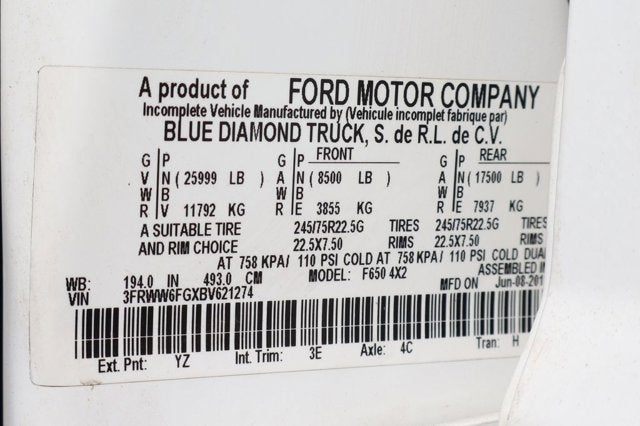 A product of FORD MOTOR COMPANY
Incomplete Vehicle Manufactured by (Vehicule incomplet fabrique par)
BLUE DIAMOND TRUCK, S. de R.L. de C.V.
FRONT REAR
G P G P G P
V N ( 25999 LB ) A N ( 8500 LB ) A N ( 17500 LB )
W B W B W B
R V 11792 KG R E 3855 KG R E 7937 KG
A SUITABLE TIRE 245/75R22.5G TIRES 245/75R22.5G TIRES
AND RIM CHOICE 22.5X7.50 RIMS 22.5X7.50 RIMS
AT 758 KPA/ 110 PSI COLD AT 758 KPA/ 110 PSI COLD DUAL
WB: 194.0 IN 493.0 CM MODEL: F650 4X2 ASSEMBLED IN
VIN 3FRWW6FGXBV621274 MFD ON Jun-08-201
Ext. Pnt: YZ Int. Trim: 3E Axle: 4C Tran: H